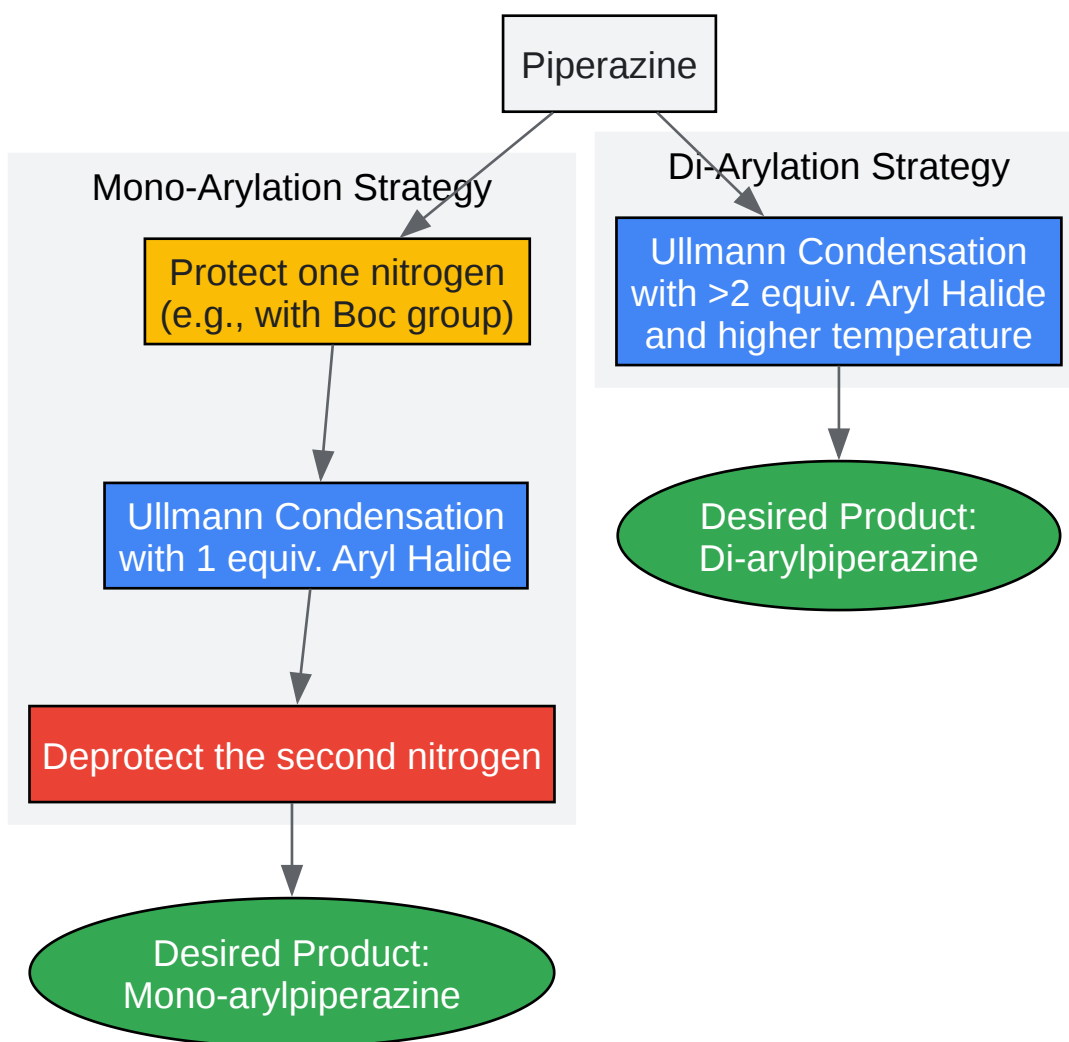 Piperazine
Mono-Arylation Strategy
Protect one nitrogen
(e.g., with Boc group)
Ullmann Condensation
with 1 equiv. Aryl Halide
Deprotect the second nitrogen
Desired Product:
Mono-arylpiperazine
Di-Arylation Strategy
Ullmann Condensation
with >2 equiv. Aryl Halide
and higher temperature
Desired Product:
Di-arylpiperazine